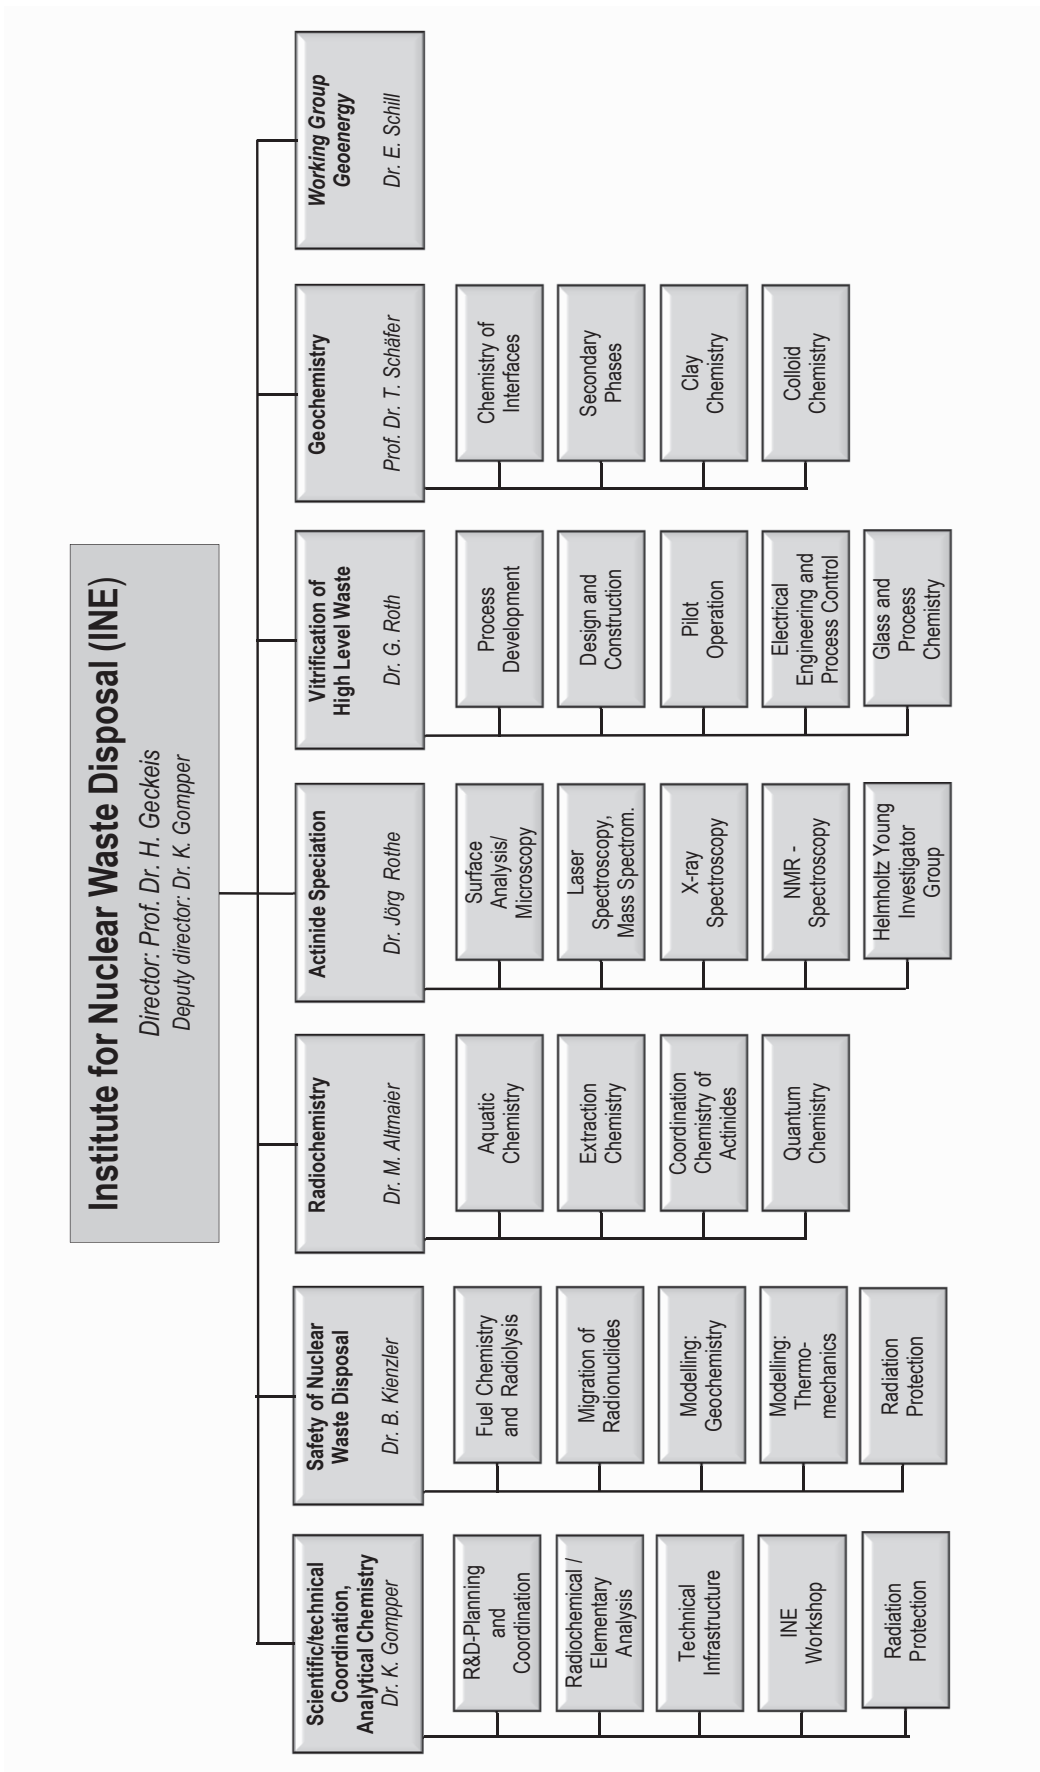 Institute for Nuclear Waste Disposal (INE)
Director: Prof. Dr. H. Geckeis
Deputy director: Dr. K. Gompper
Scientific/technical
Coordination,
Analytical Chemistry
Dr. K. Gompper
R&D-Planning
and
Coordination
Radiochemical /
Elementary
Analysis
Technical
Infrastructure
INE
Workshop
Radiation
Protection
Safety of Nuclear
Waste Disposal
Dr. B. Kienzler
Fuel Chemistry
and Radiolysis
Migration of
Radionuclides
Modelling:
Geochemistry
Modelling:
Thermo-
mechanics
Radiation
Protection
Radiochemistry
Dr. M. Altmaier
Aquatic
Chemistry
Extraction
Chemistry
Coordination
Chemistry of
Actinides
Quantum
Chemistry
Actinide Speciation
Dr. Jörg Rothe
Surface
Analysis/
Microscopy
Laser
Spectroscopy,
Mass Spectrom.
X-ray
Spectroscopy
NMR -
Spectroscopy
Helmholtz Young
Investigator
Group
Vitrification of
High Level Waste
Dr. G. Roth
Process
Development
Design and
Construction
Pilot
Operation
Electrical
Engineering and
Process Control
Glass and
Process
Chemistry
Geochemistry
Prof. Dr. T. Schäfer
Chemistry of
Interfaces
Secondary
Phases
Clay
Chemistry
Colloid
Chemistry
Working Group
Geoenergy
Dr. E. Schill